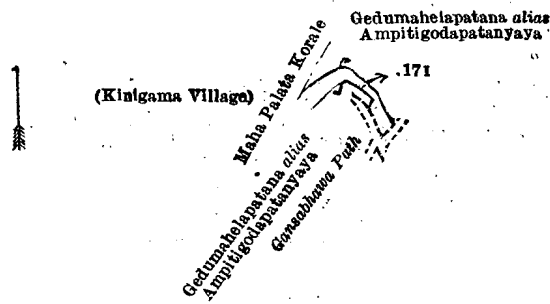 Gedumahelapatana alias
Ampitigodapatanyaya
.171
(Kinigama Village)
Maha Palata Korale
Gedumahelapatana alias
Ampitigodapatanyaya
Gansabhawa Path